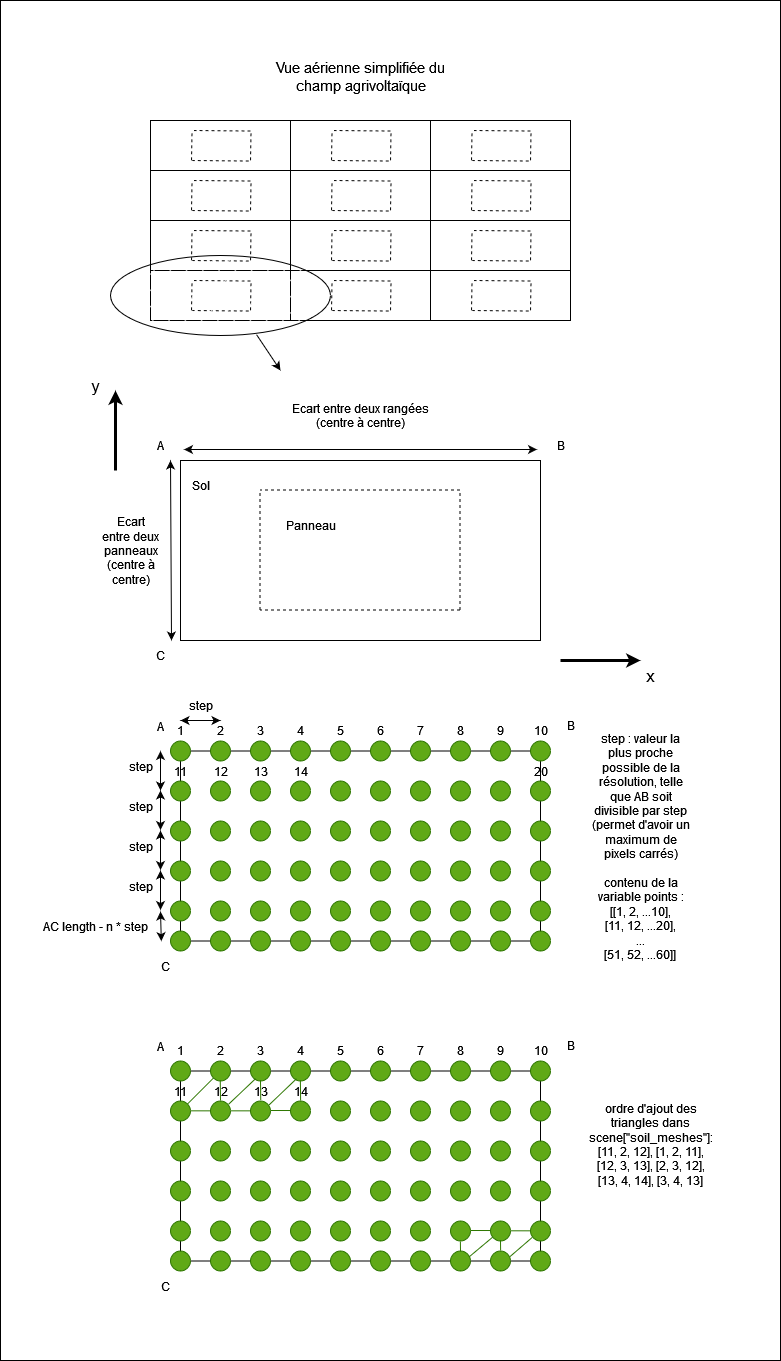 Vue aérienne simplifiée du
champ agrivoltaïque
y
Ecart entre deux rangées
(centre à centre)
A
B
Sol
Panneau
Ecart
entre deux
panneaux
(centre à
centre)
C
x
step
A
B
1 2 3 4 5 6 7 8 9 10
step
11 12 13 14 20
step
step
step
AC length - n * step
C
step : valeur la
plus proche
possible de la
résolution, telle
que AB soit
divisible par step
(permet d'avoir un
maximum de
pixels carrés)
contenu de la
variable points :
[[1, 2, ...10],
[11, 12, ...20],
...
[51, 52, ...60]]
A
B
1 2 3 4 5 6 7 8 9 10
11 12 13 14
C
ordre d'ajout des
triangles dans
scene["soil_meshes"]:
[11, 2, 12], [1, 2, 11],
[12, 3, 13], [2, 3, 12],
[13, 4, 14], [3, 4, 13]